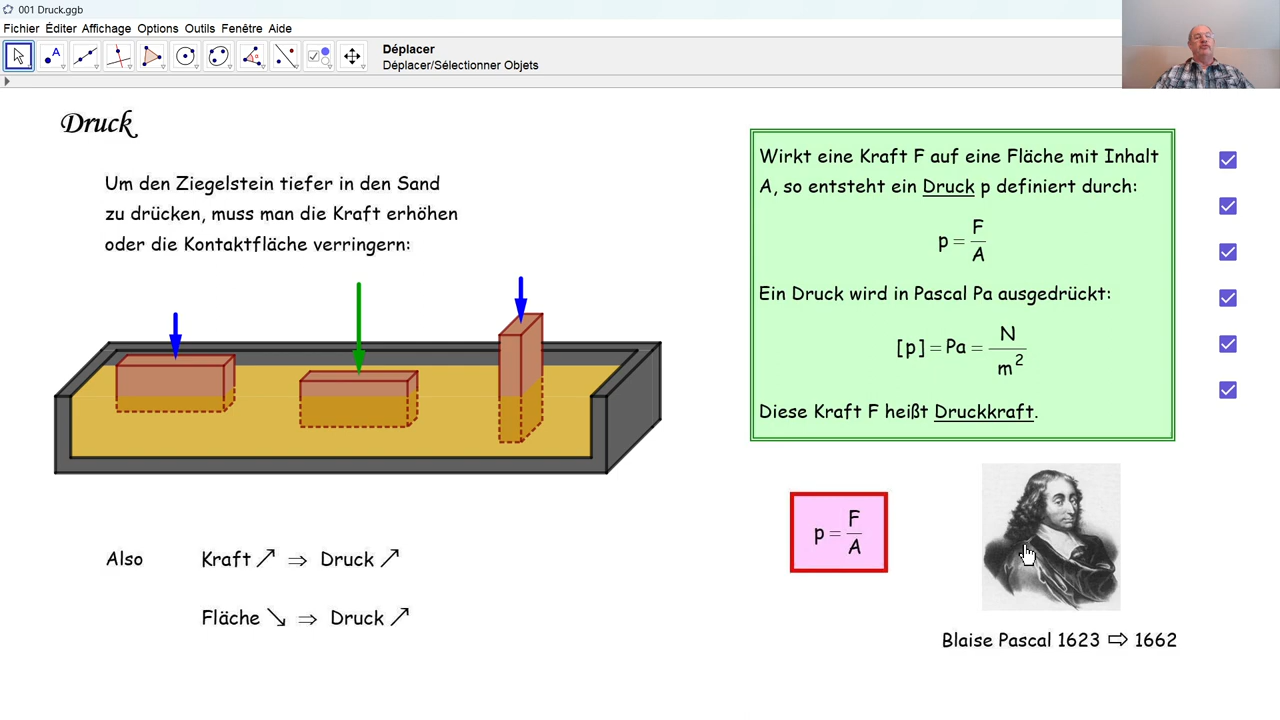 001 Druck.ggb
Fichier Éditer Affichage Options Outils Fenêtre Aide
A
Déplacer
Déplacer/Sélectionner Objets
Druck
Um den Ziegelstein tiefer in den Sand
zu drücken, muss man die Kraft erhöhen
oder die Kontaktfläche verringern:
Also Kraft ↗ ⇒ Druck ↗
Fläche ↘ ⇒ Druck ↗
Wirkt eine Kraft F auf eine Fläche mit Inhalt
A, so entsteht ein Druck p definiert durch:
p = F/A
Ein Druck wird in Pascal Pa ausgedrückt:
[p] = Pa = N/m²
Diese Kraft F heißt Druckkraft.
p = F/A
Blaise Pascal 1623 ⇨ 1662